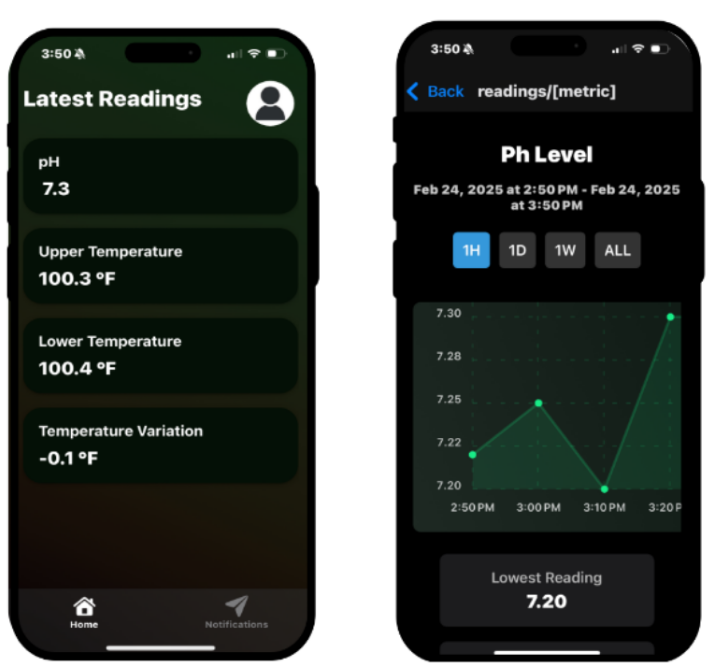 3:50
Latest Readings
pH
7.3
Upper Temperature
100.3 °F
Lower Temperature
100.4 °F
Temperature Variation
-0.1 °F
Home
Notifications
3:50
Back readings/[metric]
Ph Level
Feb 24, 2025 at 2:50 PM - Feb 24, 2025
at 3:50 PM
1H 1D 1W ALL
7.30
7.28
7.25
7.22
7.20
2:50 PM 3:00 PM 3:10 PM 3:20 P
Lowest Reading
7.20